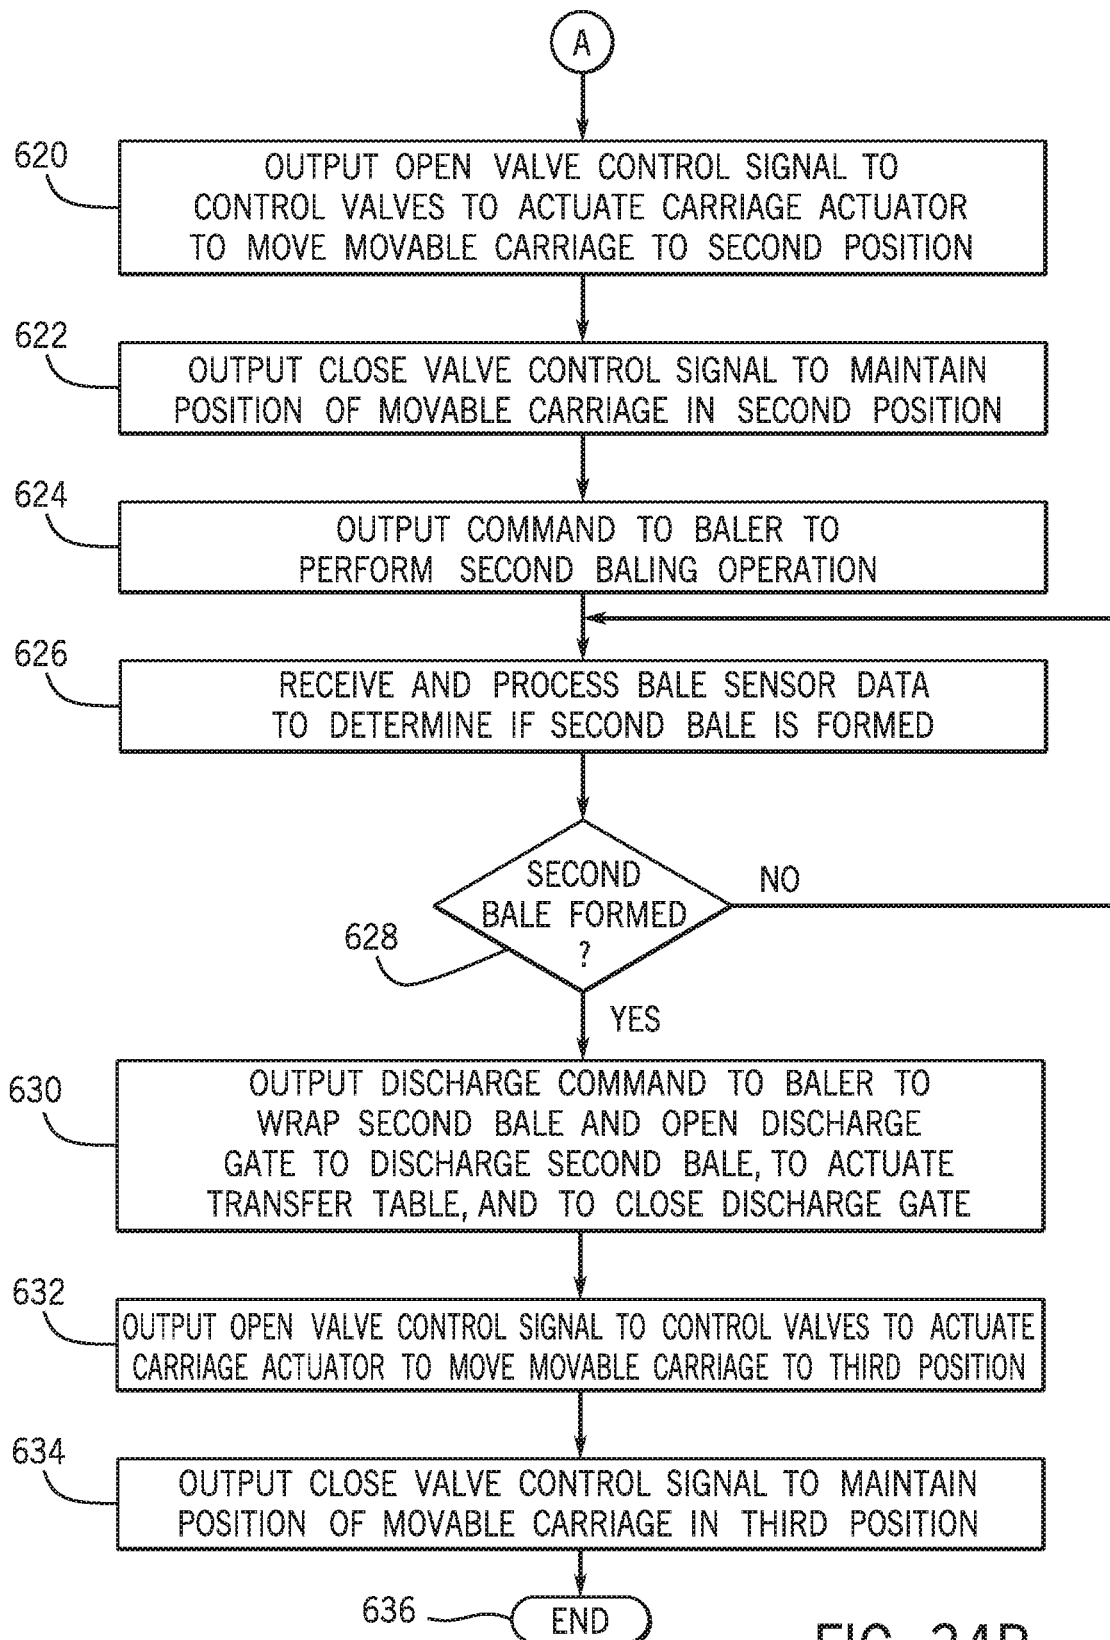 A
620
OUTPUT OPEN VALVE CONTROL SIGNAL TO
CONTROL VALVES TO ACTUATE CARRIAGE ACTUATOR
TO MOVE MOVABLE CARRIAGE TO SECOND POSITION
622
OUTPUT CLOSE VALVE CONTROL SIGNAL TO MAINTAIN
POSITION OF MOVABLE CARRIAGE IN SECOND POSITION
624
OUTPUT COMMAND TO BALER TO
PERFORM SECOND BALING OPERATION
626
RECEIVE AND PROCESS BALE SENSOR DATA
TO DETERMINE IF SECOND BALE IS FORMED
SECOND
BALE FORMED
?
NO
628
YES
630
OUTPUT DISCHARGE COMMAND TO BALER TO
WRAP SECOND BALE AND OPEN DISCHARGE
GATE TO DISCHARGE SECOND BALE, TO ACTUATE
TRANSFER TABLE, AND TO CLOSE DISCHARGE GATE
632
OUTPUT OPEN VALVE CONTROL SIGNAL TO CONTROL VALVES TO ACTUATE
CARRIAGE ACTUATOR TO MOVE MOVABLE CARRIAGE TO THIRD POSITION
634
OUTPUT CLOSE VALVE CONTROL SIGNAL TO MAINTAIN
POSITION OF MOVABLE CARRIAGE IN THIRD POSITION
636
END
FIG.